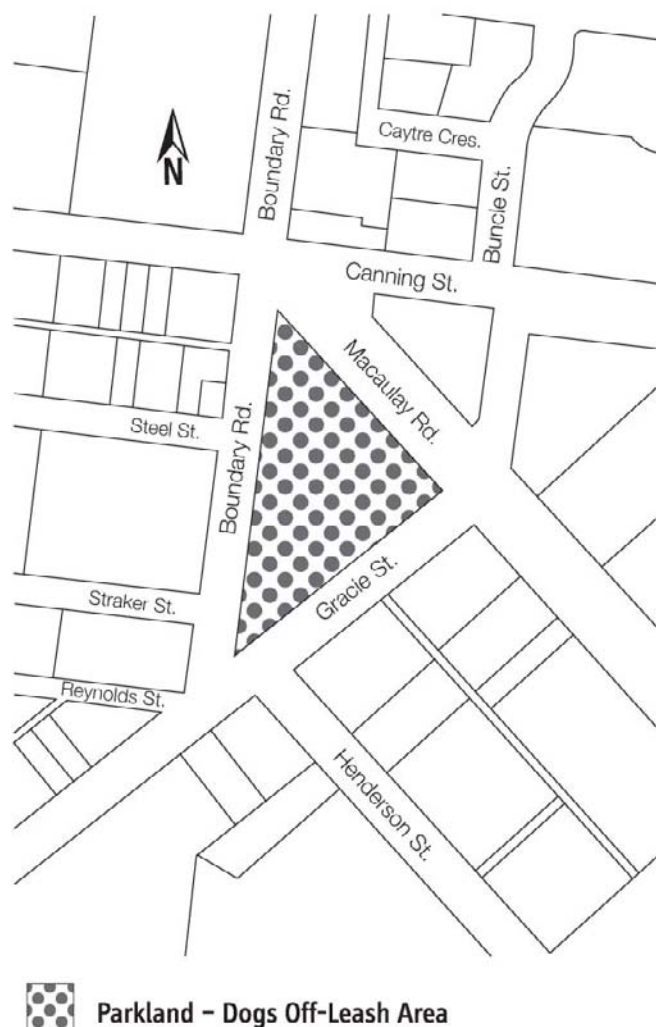 Boundary Rd.
Caytre Cres.
Buncle St.
N
Canning St.
Macaulay Rd.
Steel St.
Boundary Rd.
Straker St.
Gracie St.
Reynolds St.
Henderson St.
Parkland – Dogs Off-Leash Area